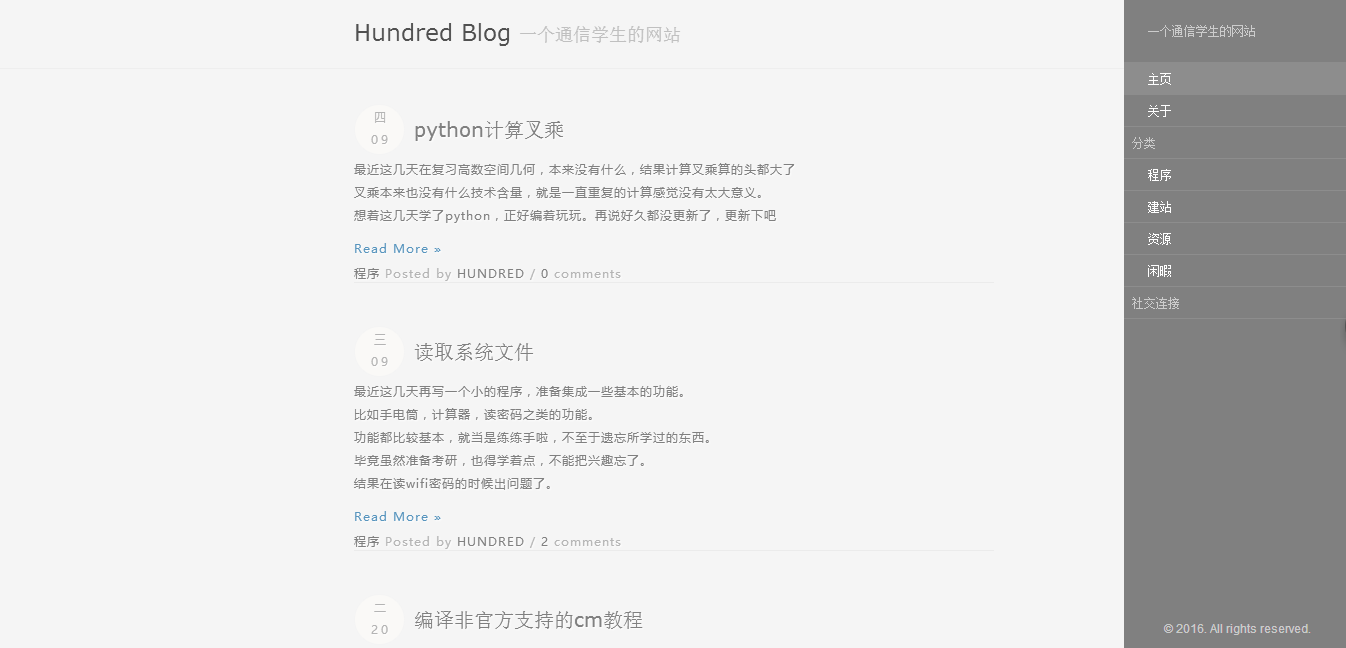 Hundred Blog 一个通信学生的网站
四
09
python计算叉乘
最近这几天在复习高数空间几何，本来没有什么，结果计算叉乘算的头都大了
叉乘本来也没有什么技术含量，就是一直重复的计算感觉没有太大意义。
想着这几天学了python，正好编着玩玩。再说好久都没更新了，更新下吧
Read More »
程序 Posted by HUNDRED / 0 comments
三
09
读取系统文件
最近这几天再写一个小的程序，准备集成一些基本的功能。
比如手电筒，计算器，读密码之类的功能。
功能都比较基本，就当是练练手啦，不至于遗忘所学过的东西。
毕竟虽然准备考研，也得学着点，不能把兴趣忘了。
结果在读wifi密码的时候出问题了。
Read More »
程序 Posted by HUNDRED / 2 comments
二
20
编译非官方支持的cm教程
一个通信学生的网站
主页
关于
分类
程序
建站
资源
闲暇
社交连接
© 2016. All rights reserved.